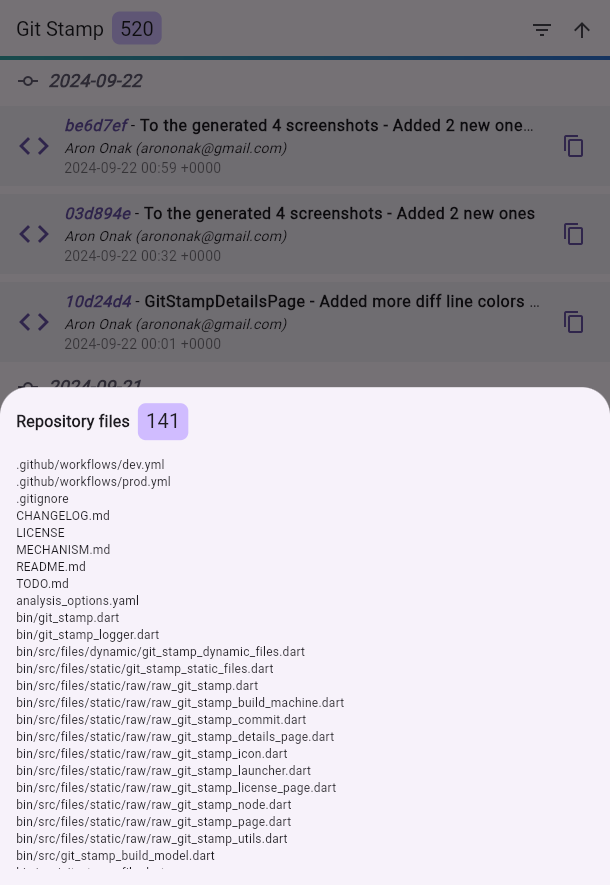 Git Stamp 520
2024-09-22
be6d7ef - To the generated 4 screenshots - Added 2 new one...
Aron Onak (arononak@gmail.com)
2024-09-22 00:59 +0000
03d894e - To the generated 4 screenshots - Added 2 new ones
Aron Onak (arononak@gmail.com)
2024-09-22 00:32 +0000
10d24d4 - GitStampDetailsPage - Added more diff line colors ...
Aron Onak (arononak@gmail.com)
2024-09-22 00:01 +0000
2024-09-21
Repository files 141
.github/workflows/dev.yml
.github/workflows/prod.yml
.gitignore
CHANGELOG.md
LICENSE
MECHANISM.md
README.md
TODO.md
analysis_options.yaml
bin/git_stamp.dart
bin/git_stamp_logger.dart
bin/src/files/dynamic/git_stamp_dynamic_files.dart
bin/src/files/static/git_stamp_static_files.dart
bin/src/files/static/raw/raw_git_stamp.dart
bin/src/files/static/raw/raw_git_stamp_build_machine.dart
bin/src/files/static/raw/raw_git_stamp_commit.dart
bin/src/files/static/raw/raw_git_stamp_details_page.dart
bin/src/files/static/raw/raw_git_stamp_icon.dart
bin/src/files/static/raw/raw_git_stamp_launcher.dart
bin/src/files/static/raw/raw_git_stamp_license_page.dart
bin/src/files/static/raw/raw_git_stamp_node.dart
bin/src/files/static/raw/raw_git_stamp_page.dart
bin/src/files/static/raw/raw_git_stamp_utils.dart
bin/src/git_stamp_build_model.dart